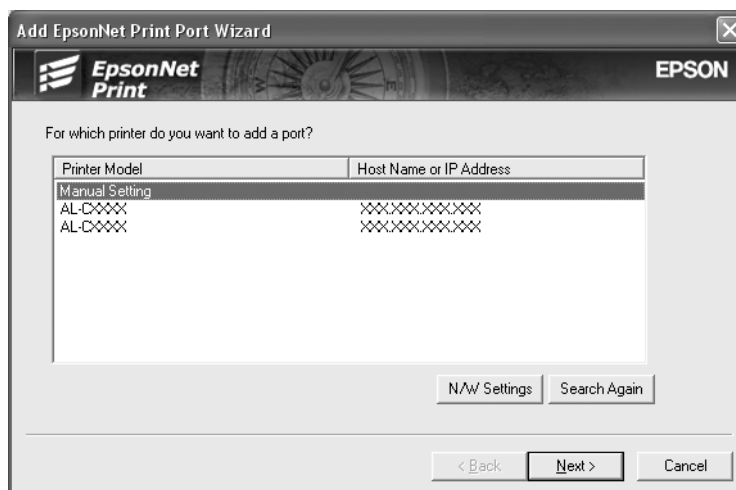 Add EpsonNet Print Port Wizard
EpsonNet
Print
EPSON
For which printer do you want to add a port?
Printer Model Host Name or IP Address
Manual Setting
AL-CXXXX XXX.XXX.XXX.XXX
AL-CXXXX XXX.XXX.XXX.XXX
N/W Settings Search Again
< Back Next > Cancel